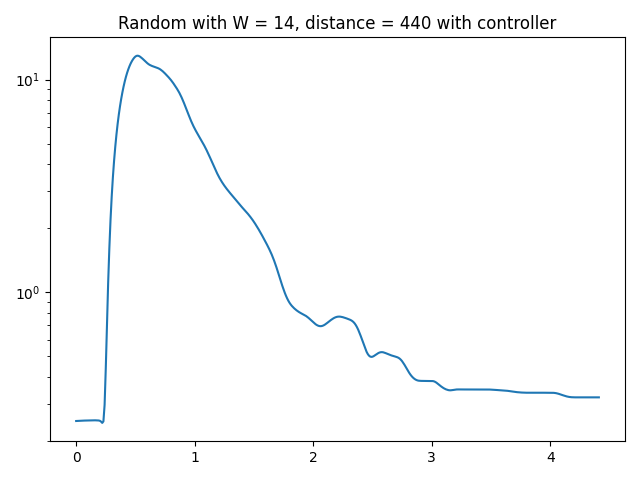 Random with W = 14, distance = 440 with controller
10¹
10⁰
0 1 2 3 4